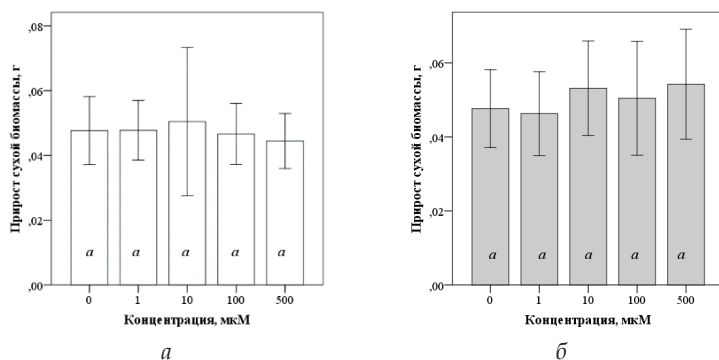 ,08
,06
,04
,02
,00
Прирост сухой биомассы, г
a a a a a
0 1 10 100 500
Концентрация, мкМ
а
,06
,04
,02
,00
Прирост сухой биомассы, г
a a a a a
0 1 10 100 500
Концентрация, мкМ
б